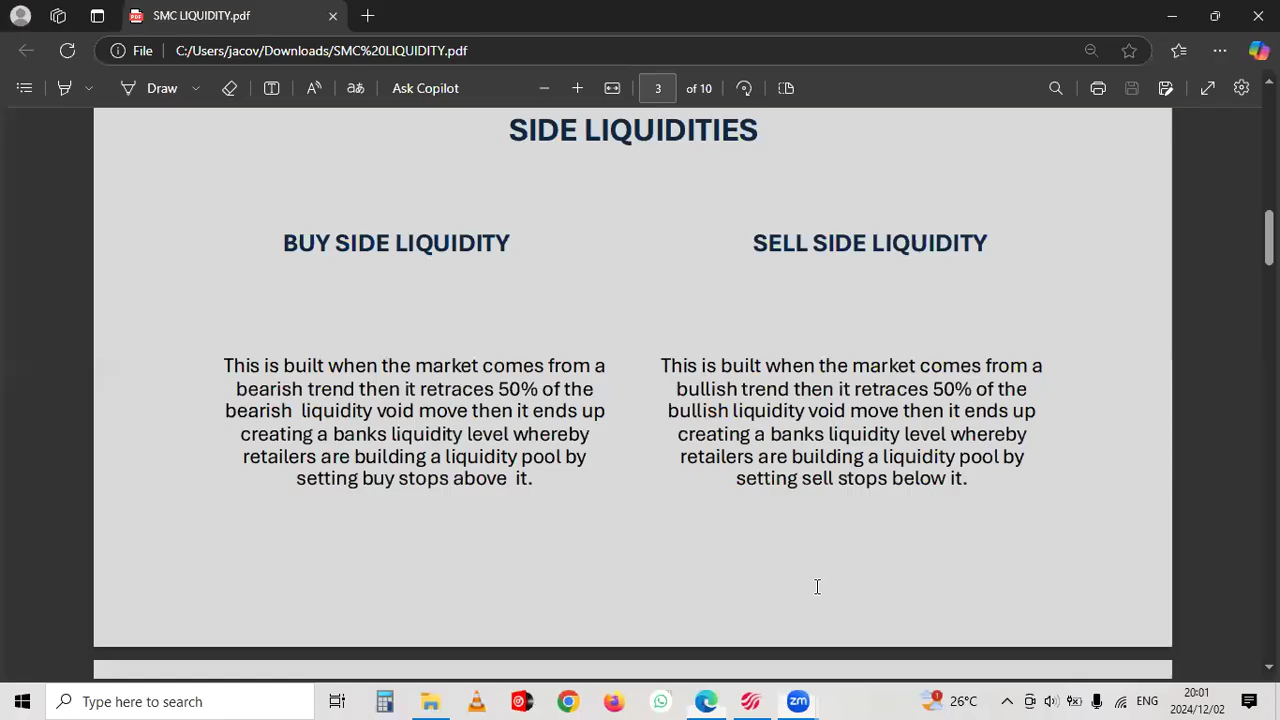 SMC LIQUIDITY.pdf
File
C:/Users/jacov/Downloads/SMC%20LIQUIDITY.pdf
Draw
Ask Copilot
3
of 10
SIDE LIQUIDITIES
BUY SIDE LIQUIDITY
This is built when the market comes from a
bearish trend then it retraces 50% of the
bearish liquidity void move then it ends up
creating a banks liquidity level whereby
retailers are building a liquidity pool by
setting buy stops above it.
SELL SIDE LIQUIDITY
This is built when the market comes from a
bullish trend then it retraces 50% of the
bullish liquidity void move then it ends up
creating a banks liquidity level whereby
retailers are building a liquidity pool by
setting sell stops below it.
Type here to search
zm
26°C
ENG
20:01
2024/12/02